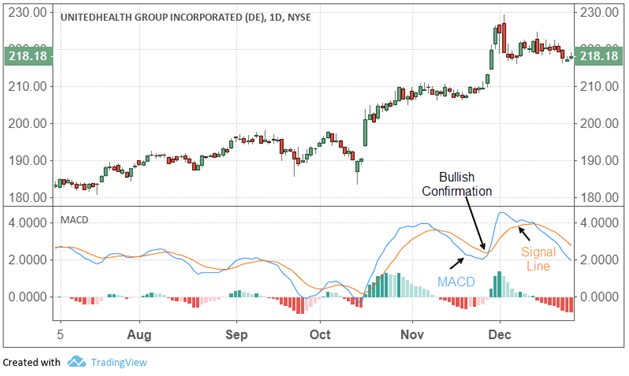 230.00
UNITEDHEALTH GROUP INCORPORATED (DE), 1D, NYSE
230.00
218.18
218.18
210.00
210.00
200.00
200.00
190.00
190.00
180.00
180.00
Bullish
Confirmation
MACD
4.0000
4.0000
Signal
Line
2.0000
2.0000
MACD
0.0000
0.0000
5 Aug Sep Oct Nov Dec
Created with TradingView